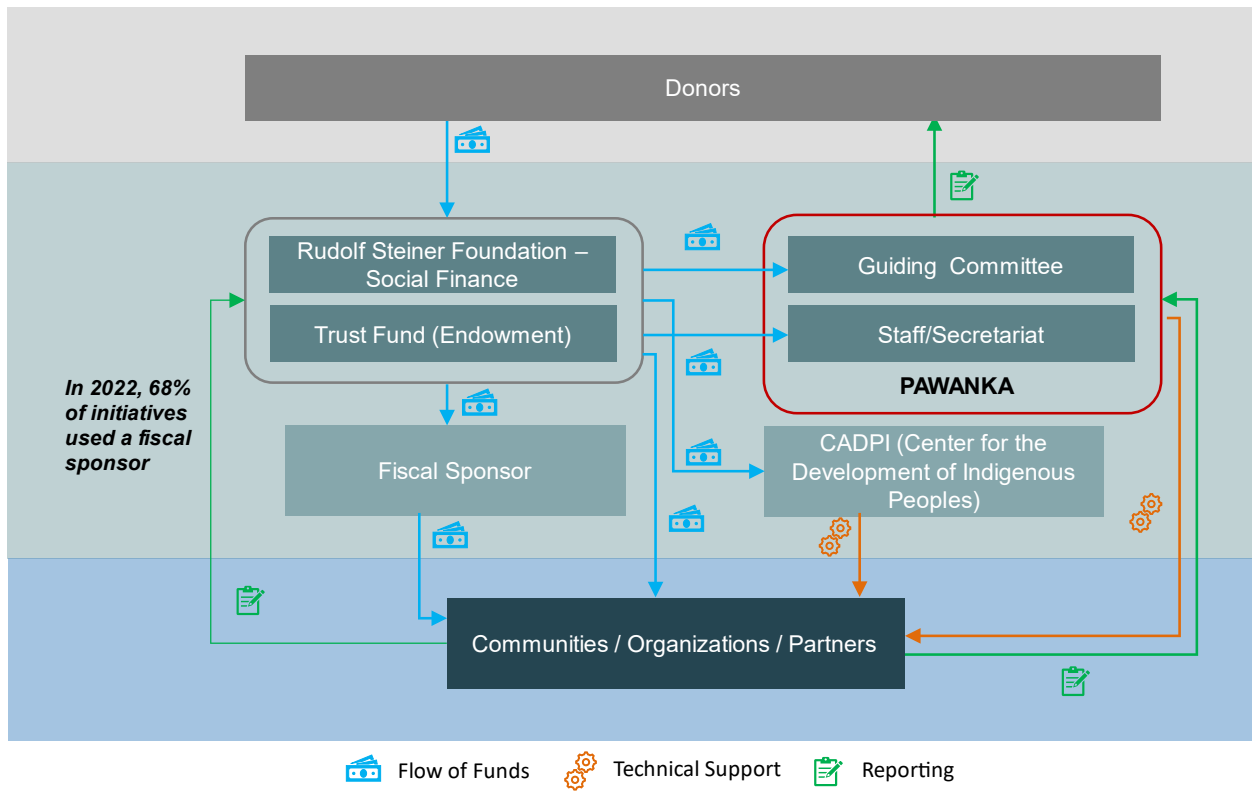 Donors
Rudolf Steiner Foundation –
Social Finance
Trust Fund (Endowment)
Guiding Committee
Staff/Secretariat
PAWANKA
In 2022, 68%
of initiatives
used a fiscal
sponsor
Fiscal Sponsor
CADPI (Center for the
Development of Indigenous
Peoples)
Communities / Organizations / Partners
Flow of Funds
Technical Support
Reporting